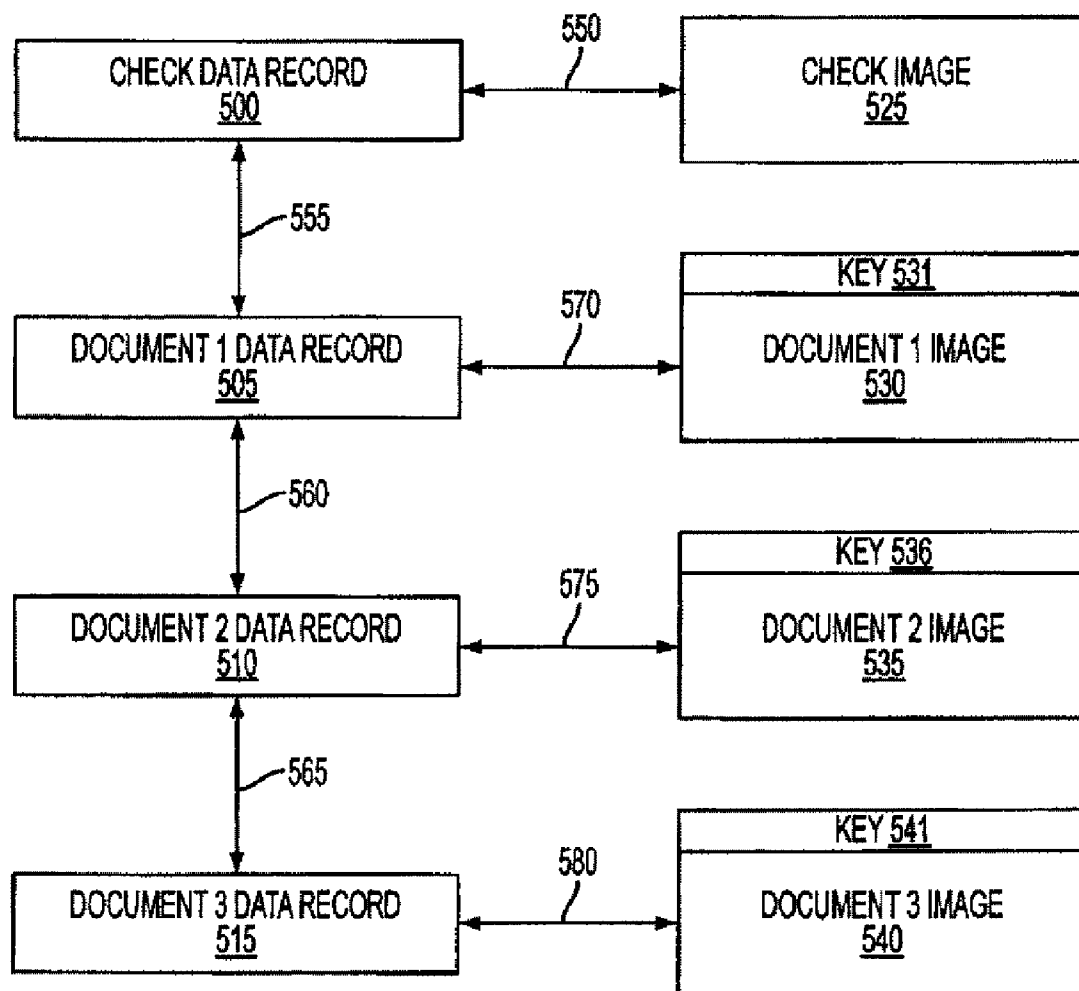 CHECK DATA RECORD
500
550
CHECK IMAGE
525
555
DOCUMENT 1 DATA RECORD
505
570
KEY 531
DOCUMENT 1 IMAGE
530
560
DOCUMENT 2 DATA RECORD
510
575
KEY 536
DOCUMENT 2 IMAGE
535
565
DOCUMENT 3 DATA RECORD
515
580
KEY 541
DOCUMENT 3 IMAGE
540